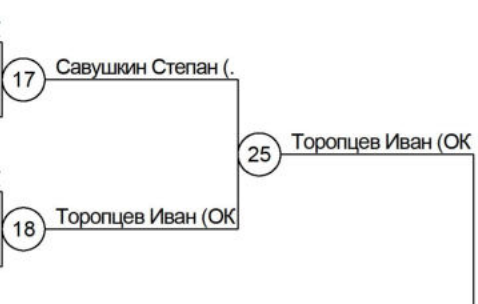 17 Савушкин Степан (.
25 Торопцев Иван (ОК
18 Торопцев Иван (ОК